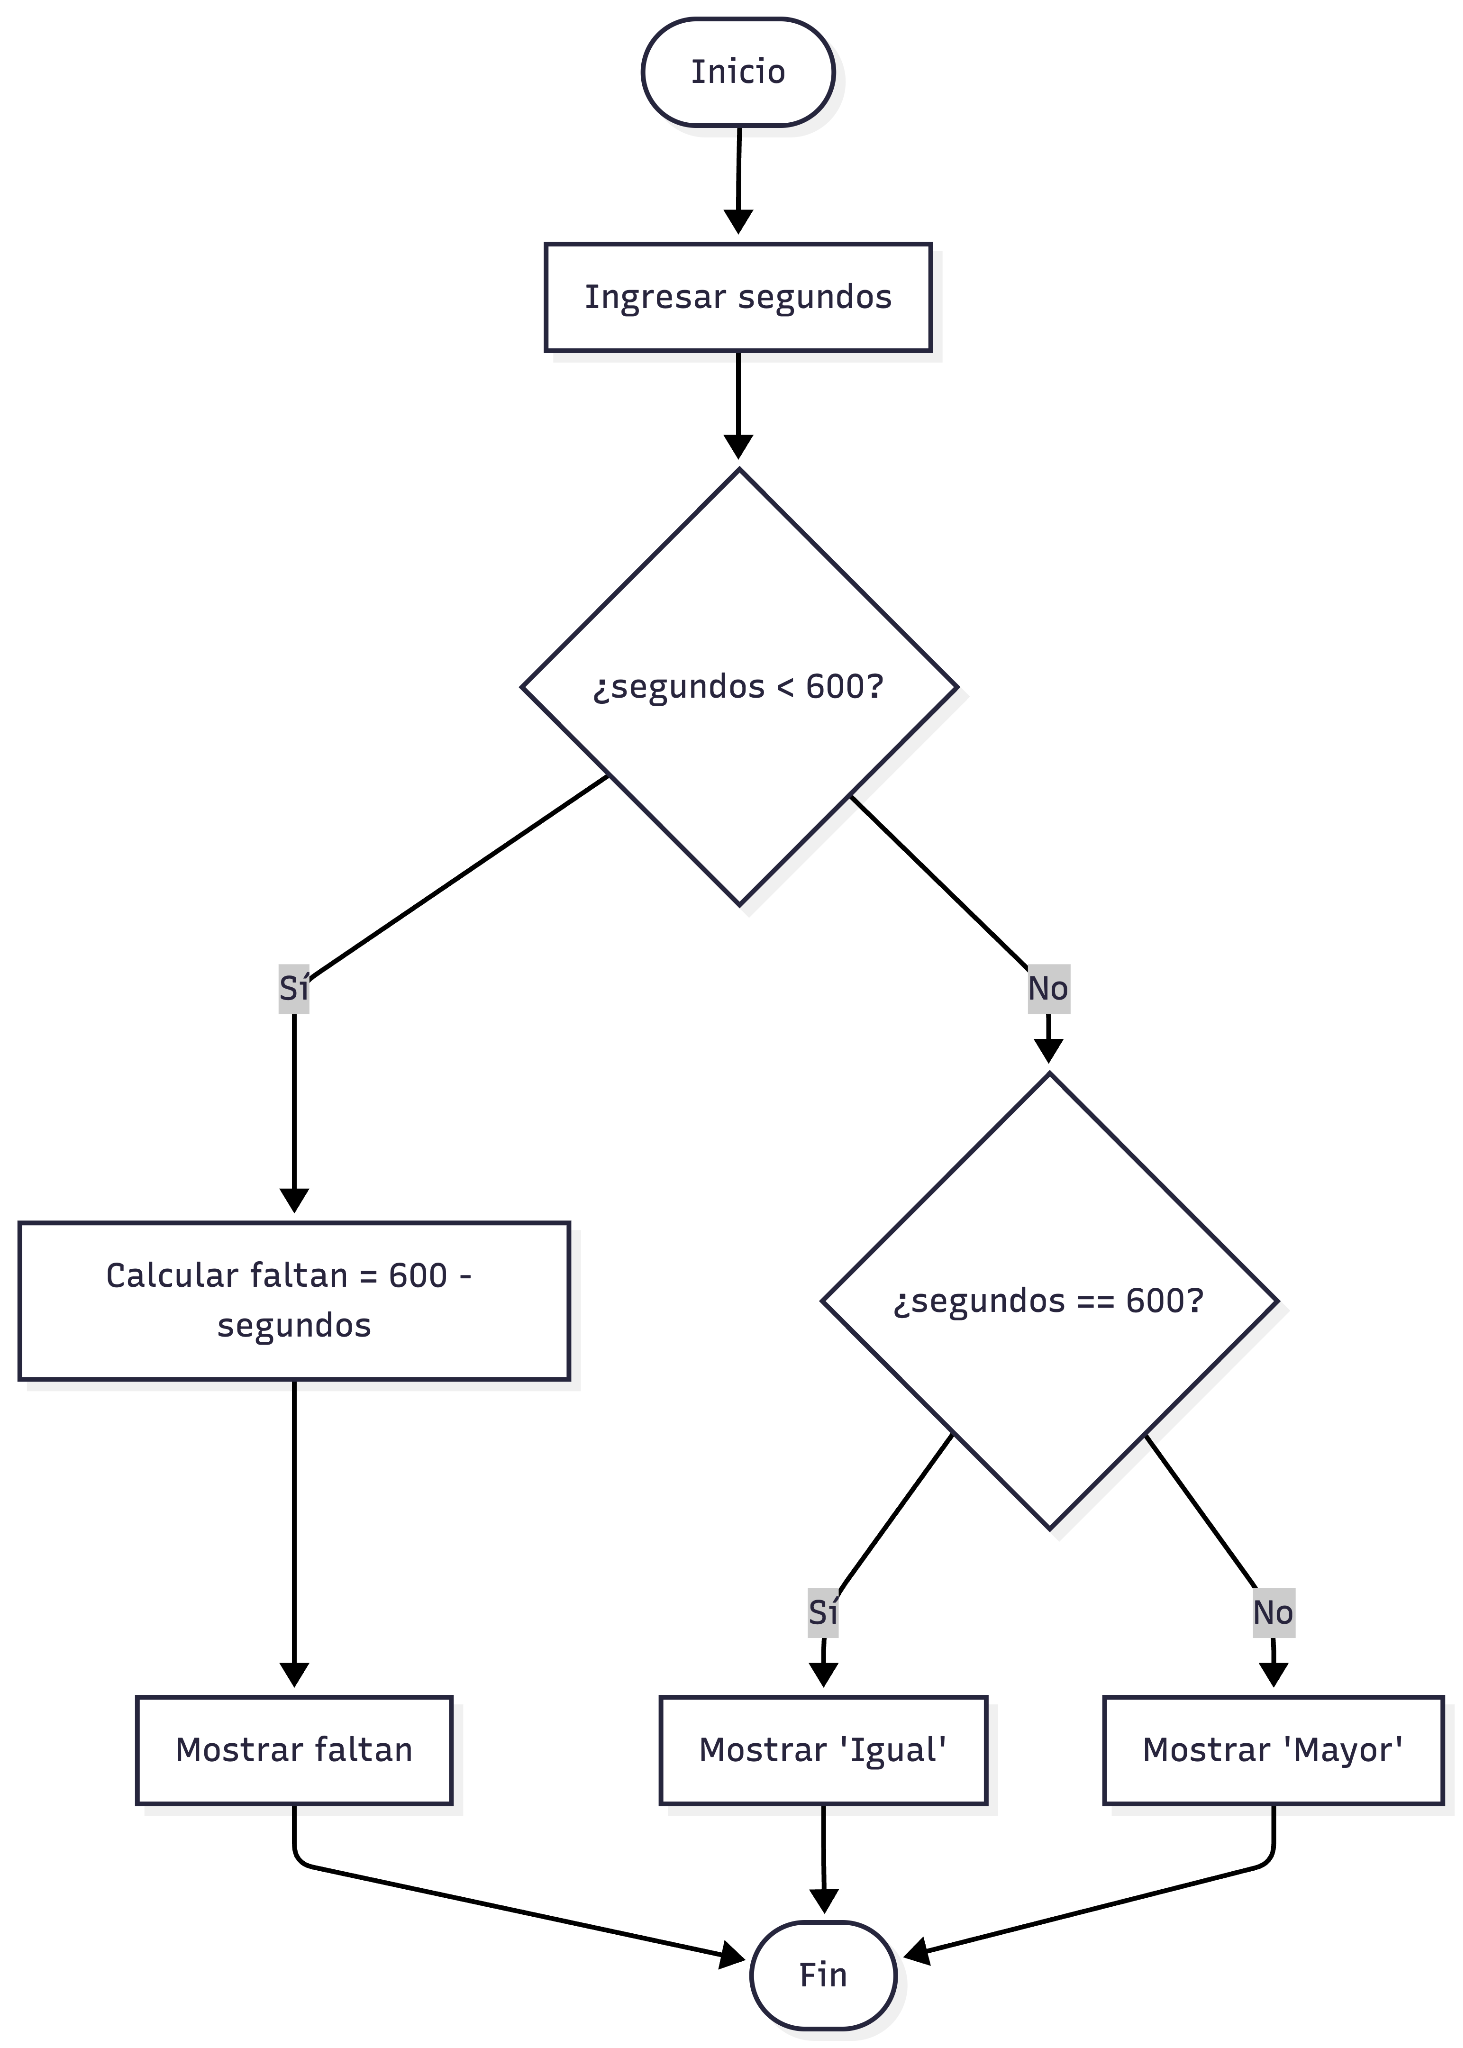 Inicio
Ingresar segundos
¿segundos < 600?
Sí
No
Calcular faltan = 600 -
segundos
¿segundos == 600?
Sí
No
Mostrar faltan
Mostrar 'Igual'
Mostrar 'Mayor'
Fin